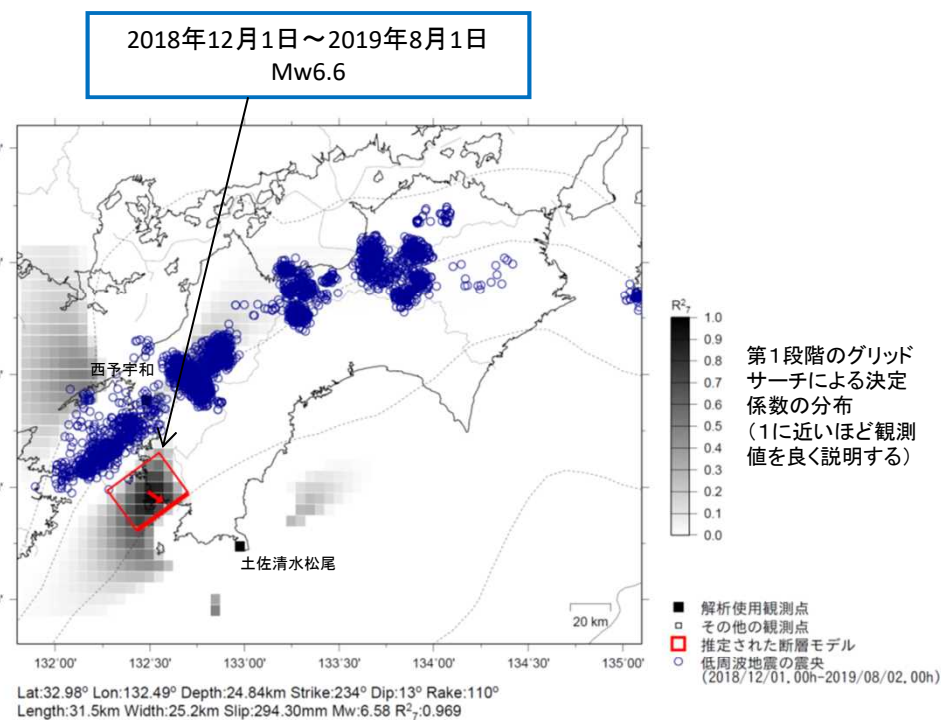 2018年12月1日～2019年8月1日
Mw6.6
西予宇和
土佐清水松尾
20 km
132°00'
132°30'
133°00'
133°30'
134°00'
134°30'
135°00'
R²₇
1.0
0.9
0.8
0.7
0.6
0.5
0.4
0.3
0.2
0.1
0.0
第１段階のグリッド
サーチによる決定
係数の分布
（１に近いほど観測
値を良く説明する）
解析使用観測点
その他の観測点
推定された断層モデル
低周波地震の震央
(2018/12/01.00h-2019/08/02.00h)
Lat:32.98° Lon:132.49° Depth:24.84km Strike:234° Dip:13° Rake:110°
Length:31.5km Width:25.2km Slip:294.30mm Mw:6.58 R²₇:0.969